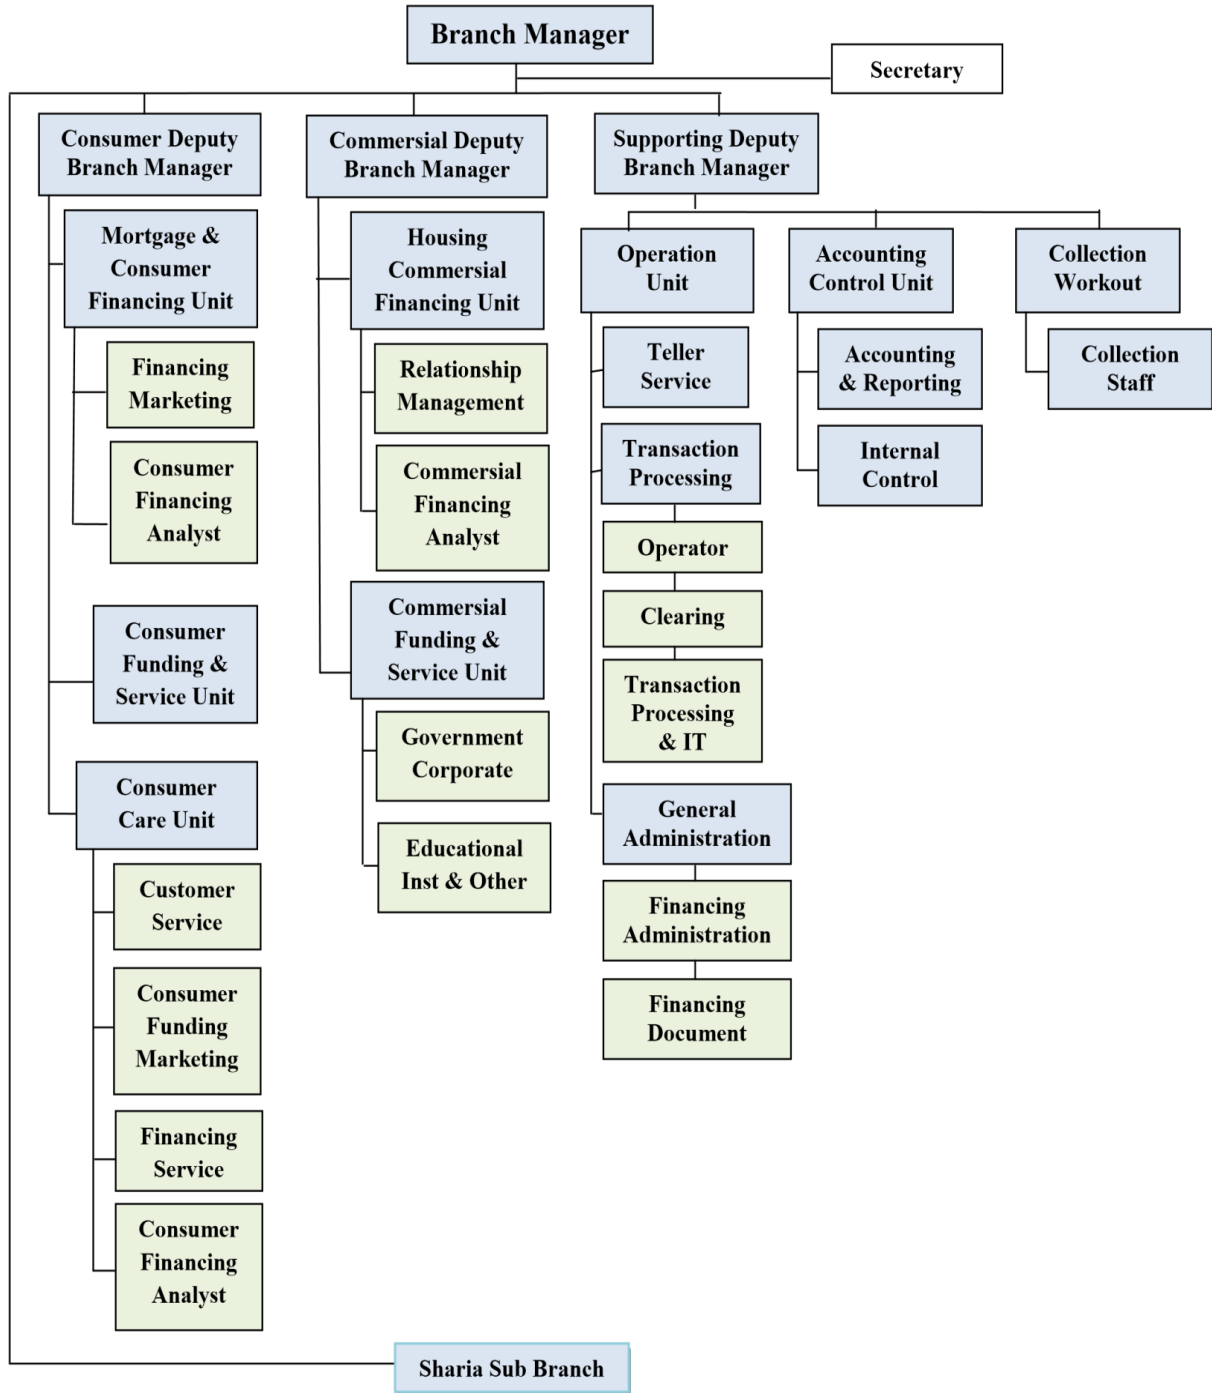 Branch Manager
Secretary
Consumer Deputy
Branch Manager
Commersial Deputy
Branch Manager
Supporting Deputy
Branch Manager
Mortgage &
Consumer
Financing Unit
Financing
Marketing
Consumer
Financing
Analyst
Consumer
Funding &
Service Unit
Consumer
Care Unit
Customer
Service
Consumer
Funding
Marketing
Financing
Service
Consumer
Financing
Analyst
Housing
Commercial
Financing Unit
Relationship
Management
Commercial
Financing
Analyst
Commersial
Funding &
Service Unit
Government
Corporate
Educational
Inst & Other
Operation
Unit
Teller
Service
Transaction
Processing
Operator
Clearing
Transaction
Processing
& IT
General
Administration
Financing
Administration
Financing
Document
Accounting
Control Unit
Accounting
& Reporting
Internal
Control
Collection
Workout
Collection
Staff
Sharia Sub Branch